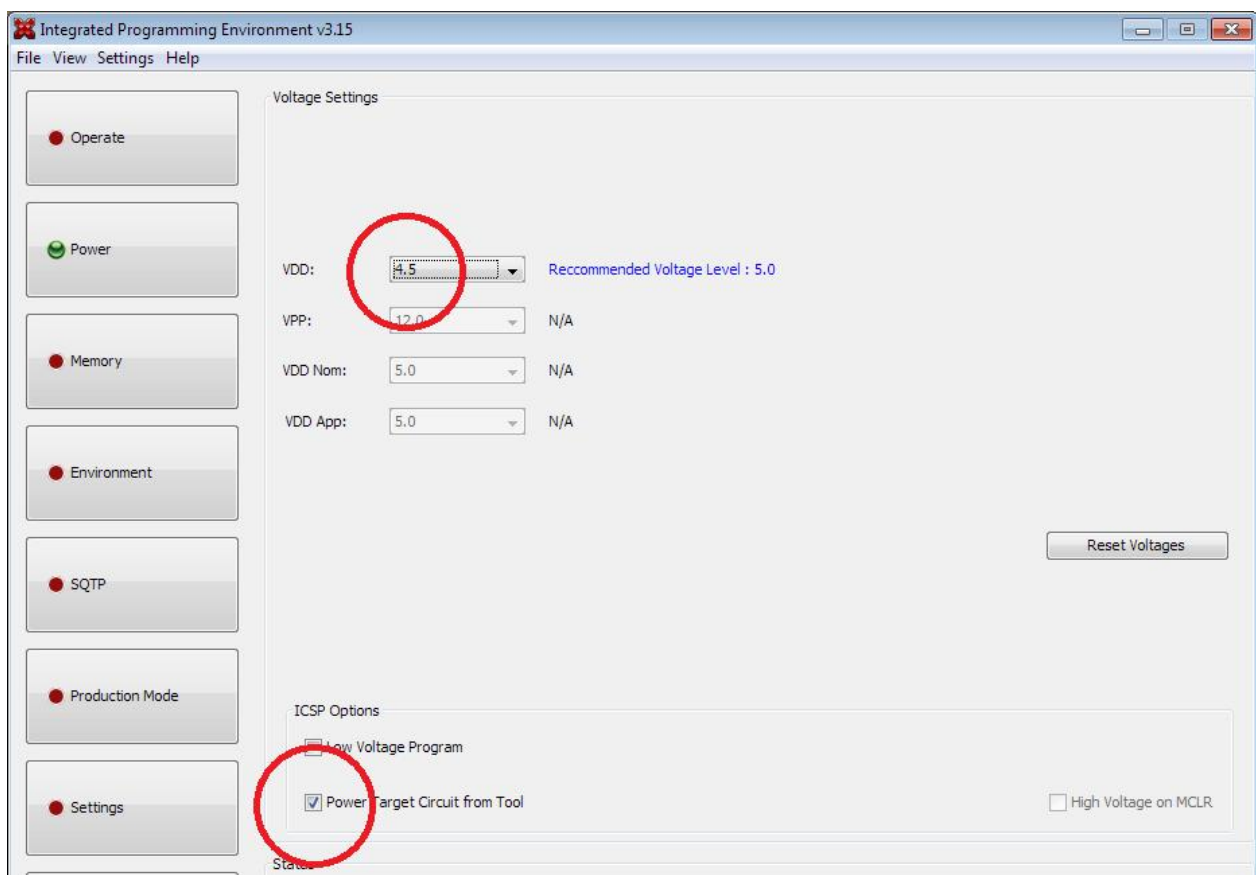 Integrated Programming Environment v3.15
File View Settings Help
Operate
Power
Memory
Environment
SQTP
Production Mode
Settings
Voltage Settings
VDD: 4.5 Reccommended Voltage Level : 5.0
VPP: 12.0 N/A
VDD Nom: 5.0 N/A
VDD App: 5.0 N/A
Reset Voltages
ICSP Options
Low Voltage Program
Power Target Circuit from Tool High Voltage on MCLR
Status